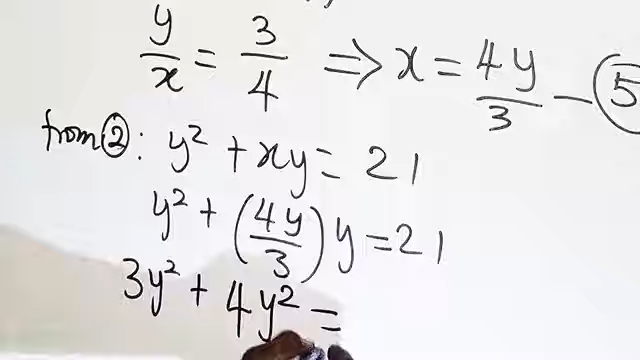 y/x = 3/4 ⇒ x = 4y/3 — ⑤
from ②: y² + xy = 21
y² + (4y/3) y = 21
3y² + 4y² =